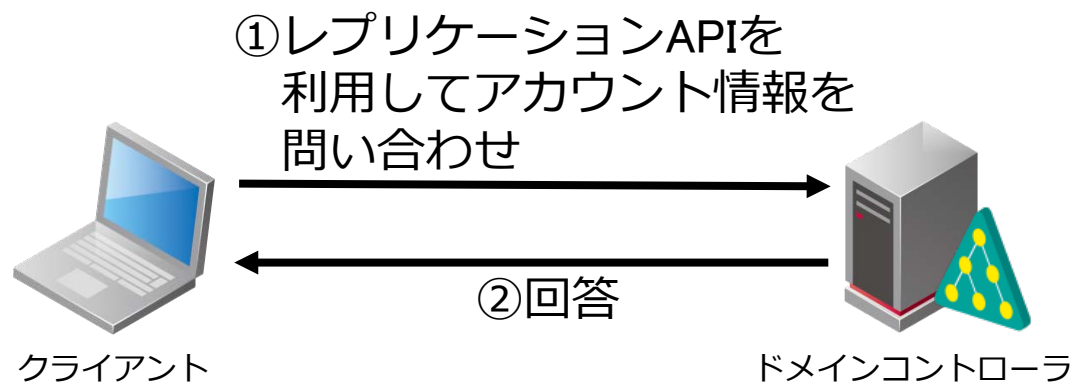 ①レプリケーションAPIを
利用してアカウント情報を
問い合わせ
②回答
クライアント
ドメインコントローラ